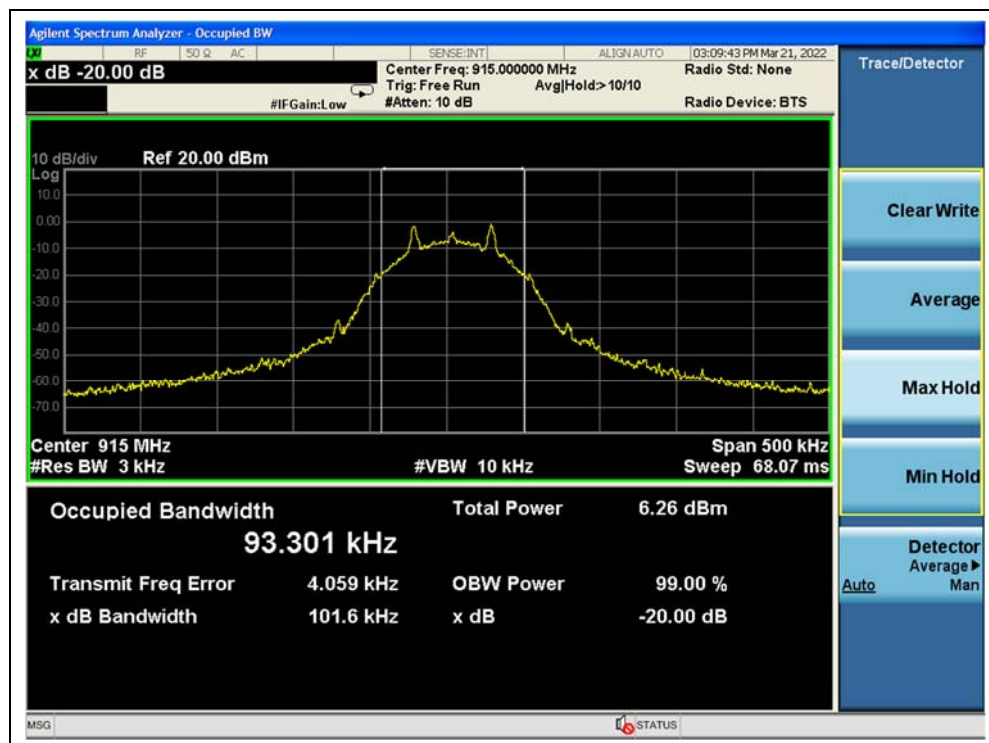 Agilent Spectrum Analyzer - Occupied BW
LXI RF 50 Ω AC SENSE:INT ALIGN AUTO 03:09:43 PM Mar 21, 2022
x dB -20.00 dB
Center Freq: 915.000000 MHz
Radio Std: None
Trig: Free Run Avg|Hold:>10/10
#IFGain:Low #Atten: 10 dB Radio Device: BTS
Trace/Detector
10 dB/div Ref 20.00 dBm
Log
10.0
0.00
-10.0
-20.0
-30.0
-40.0
-50.0
-60.0
-70.0
Center 915 MHz Span 500 kHz
#Res BW 3 kHz #VBW 10 kHz Sweep 68.07 ms
Clear Write
Average
Max Hold
Min Hold
Detector
Average▶
Auto Man
Occupied Bandwidth Total Power 6.26 dBm
93.301 kHz
Transmit Freq Error 4.059 kHz OBW Power 99.00 %
x dB Bandwidth 101.6 kHz x dB -20.00 dB
MSG STATUS